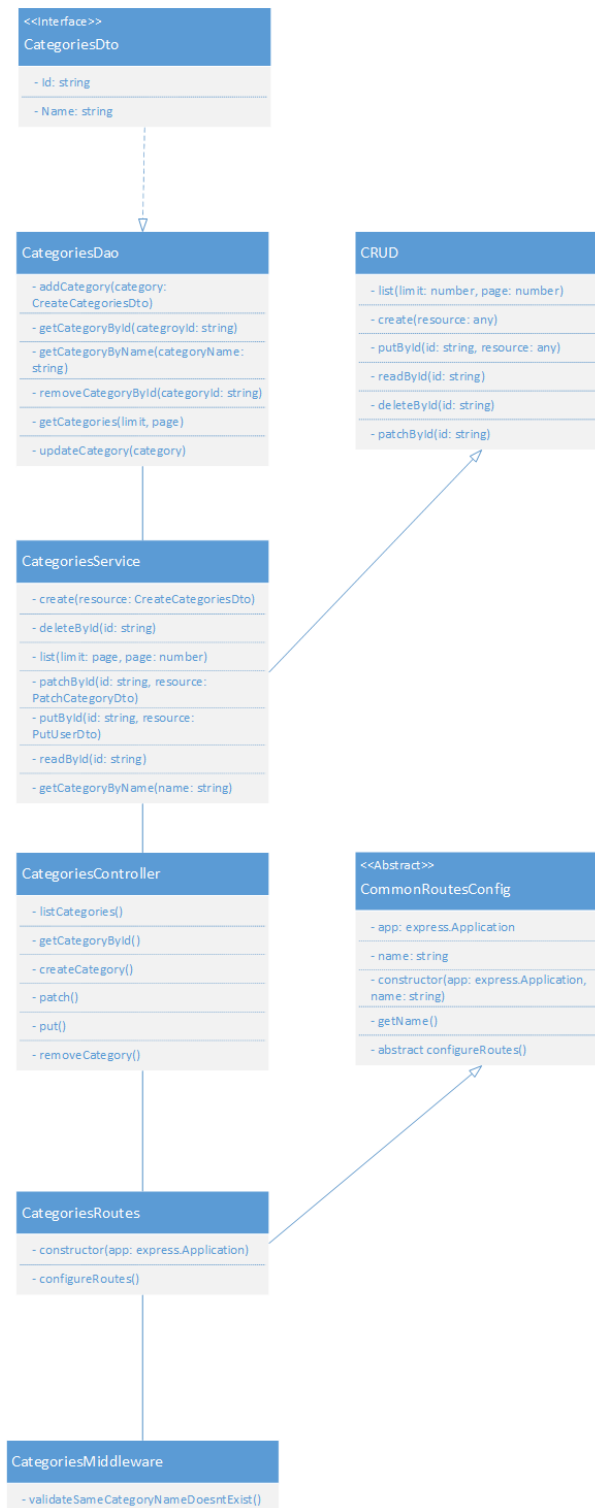 <<Interface>>
CategoriesDto
- Id: string
- Name: string
CategoriesDao
- addCategory(category:
CreateCategoriesDto)
- getCategoryById(categroyId: string)
- getCategoryByName(categoryName:
string)
- removeCategoryById(categoryId: string)
- getCategories(limit, page)
- updateCategory(category)
CRUD
- list(limit: number, page: number)
- create(resource: any)
- putById(id: string, resource: any)
- readById(id: string)
- deleteById(id: string)
- patchById(id: string)
CategoriesService
- create(resource: CreateCategoriesDto)
- deleteById(id: string)
- list(limit: page, page: number)
- patchById(id: string, resource:
PatchCategoryDto)
- putById(id: string, resource:
PutUserDto)
- readById(id: string)
- getCategoryByName(name: string)
CategoriesController
- listCategories()
- getCategoryById()
- createCategory()
- patch()
- put()
- removeCategory()
<<Abstract>>
CommonRoutesConfig
- app: express.Application
- name: string
- constructor(app: express.Application,
name: string)
- getName()
- abstract configureRoutes()
CategoriesRoutes
- constructor(app: express.Application)
- configureRoutes()
CategoriesMiddleware
- validateSameCategoryNameDoesntExist()